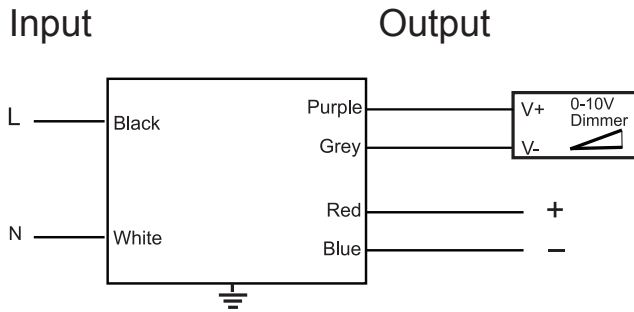 Input
Output
L
Black
N
White
Purple
Grey
Red
Blue
V+
0-10V
Dimmer
V-
+
−